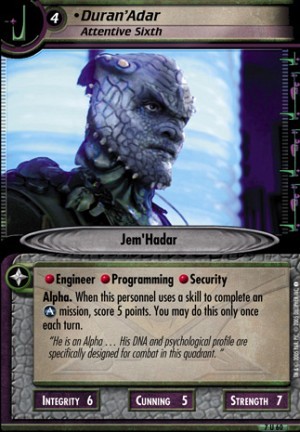 4
•Duran'Adar
Attentive Sixth
Jem'Hadar
Engineer Programming Security
Alpha. When this personnel uses a skill to complete an
A mission, score 5 points. You may do this only once
each turn.
"He is an Alpha ... His DNA and psychological profile are
specifically designed for combat in this quadrant."
Integrity 6 Cunning 5 Strength 7